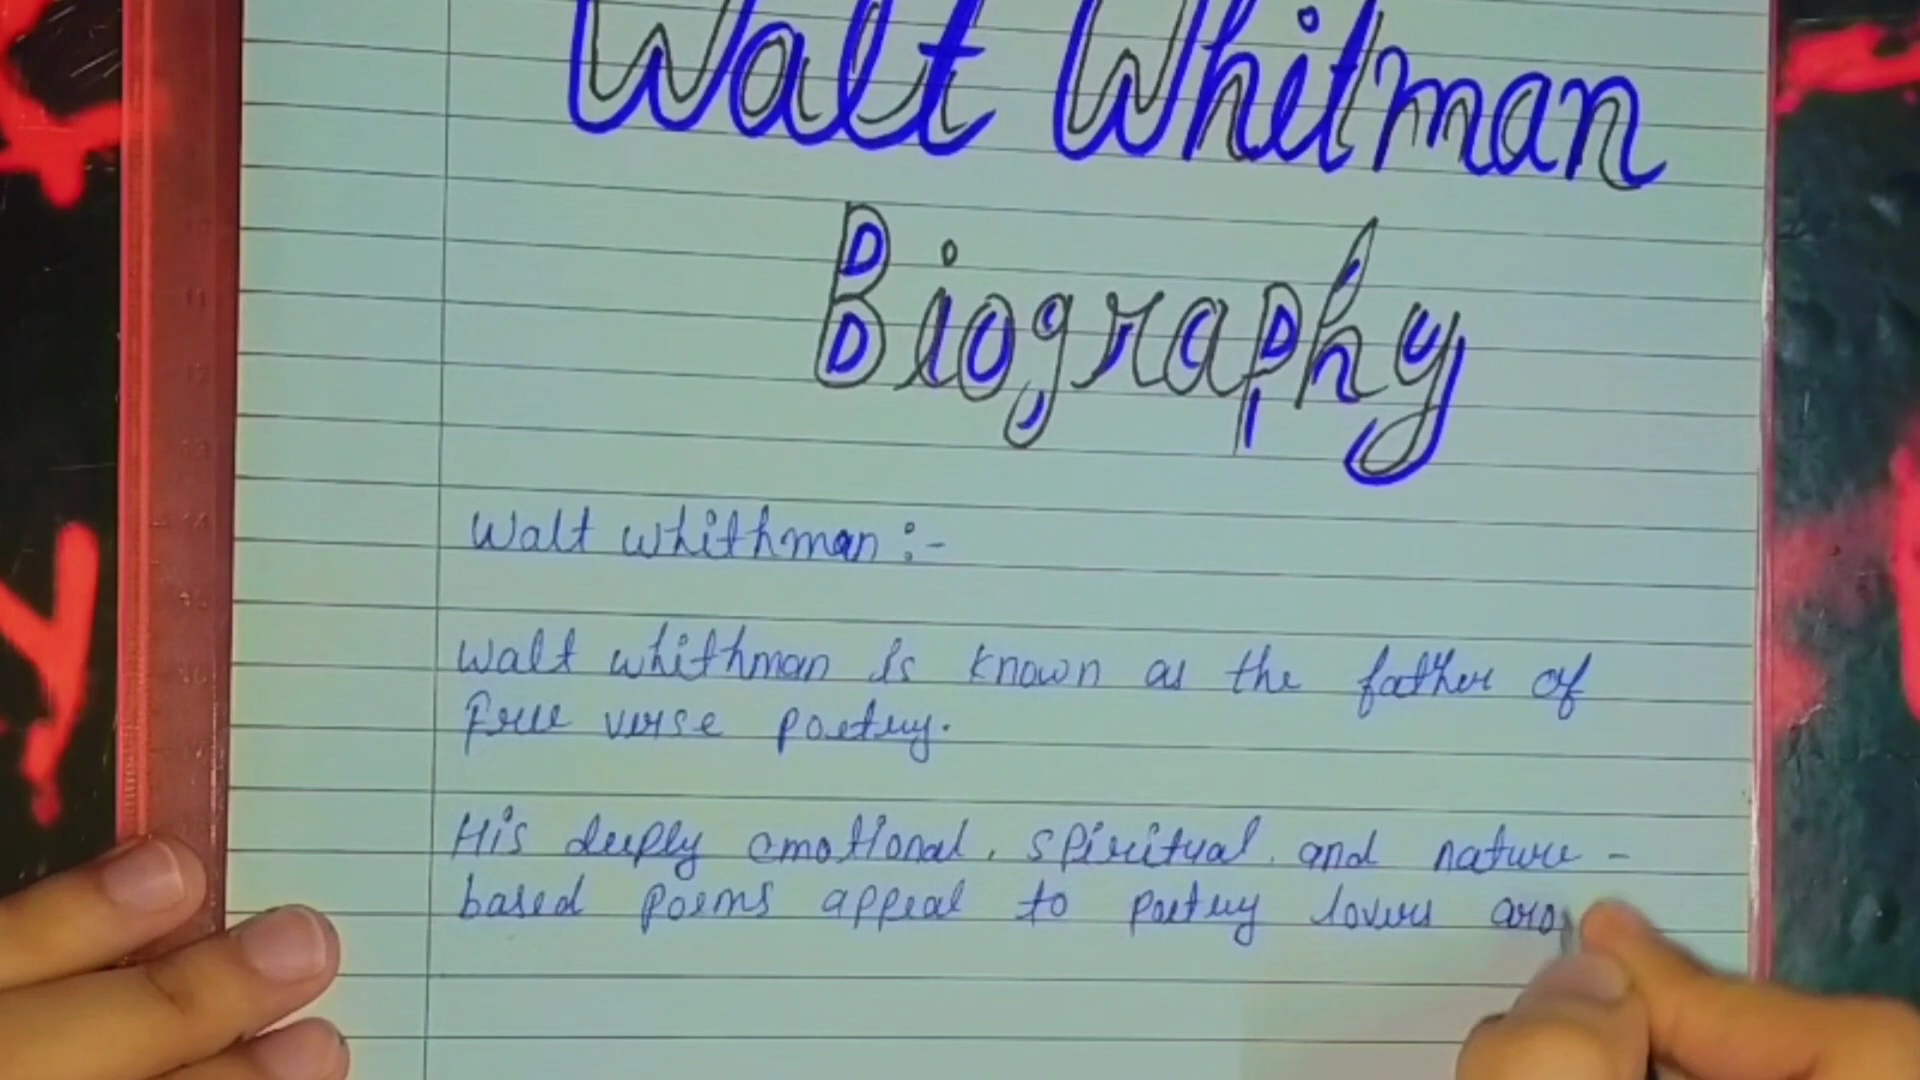 Walt Whitman
Biography
Walt whithman :-
Walt whithman is known as the father of
free verse poetry.
His deeply emotional, spiritual, and nature -
based poems appeal to poetry lovers aro